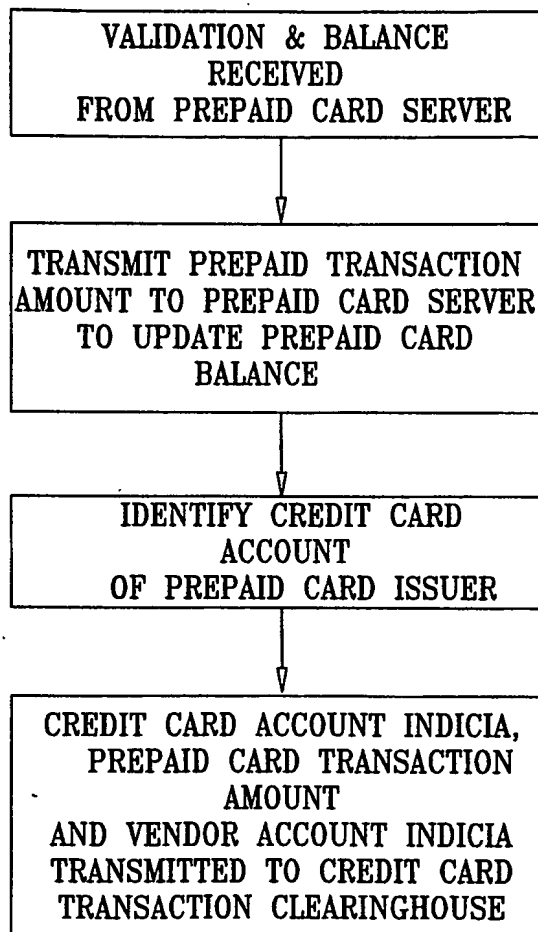 VALIDATION & BALANCE
RECEIVED
FROM PREPAID CARD SERVER
TRANSMIT PREPAID TRANSACTION
AMOUNT TO PREPAID CARD SERVER
TO UPDATE PREPAID CARD
BALANCE
IDENTIFY CREDIT CARD
ACCOUNT
OF PREPAID CARD ISSUER
CREDIT CARD ACCOUNT INDICIA,
PREPAID CARD TRANSACTION
AMOUNT
AND VENDOR ACCOUNT INDICIA
TRANSMITTED TO CREDIT CARD
TRANSACTION CLEARINGHOUSE